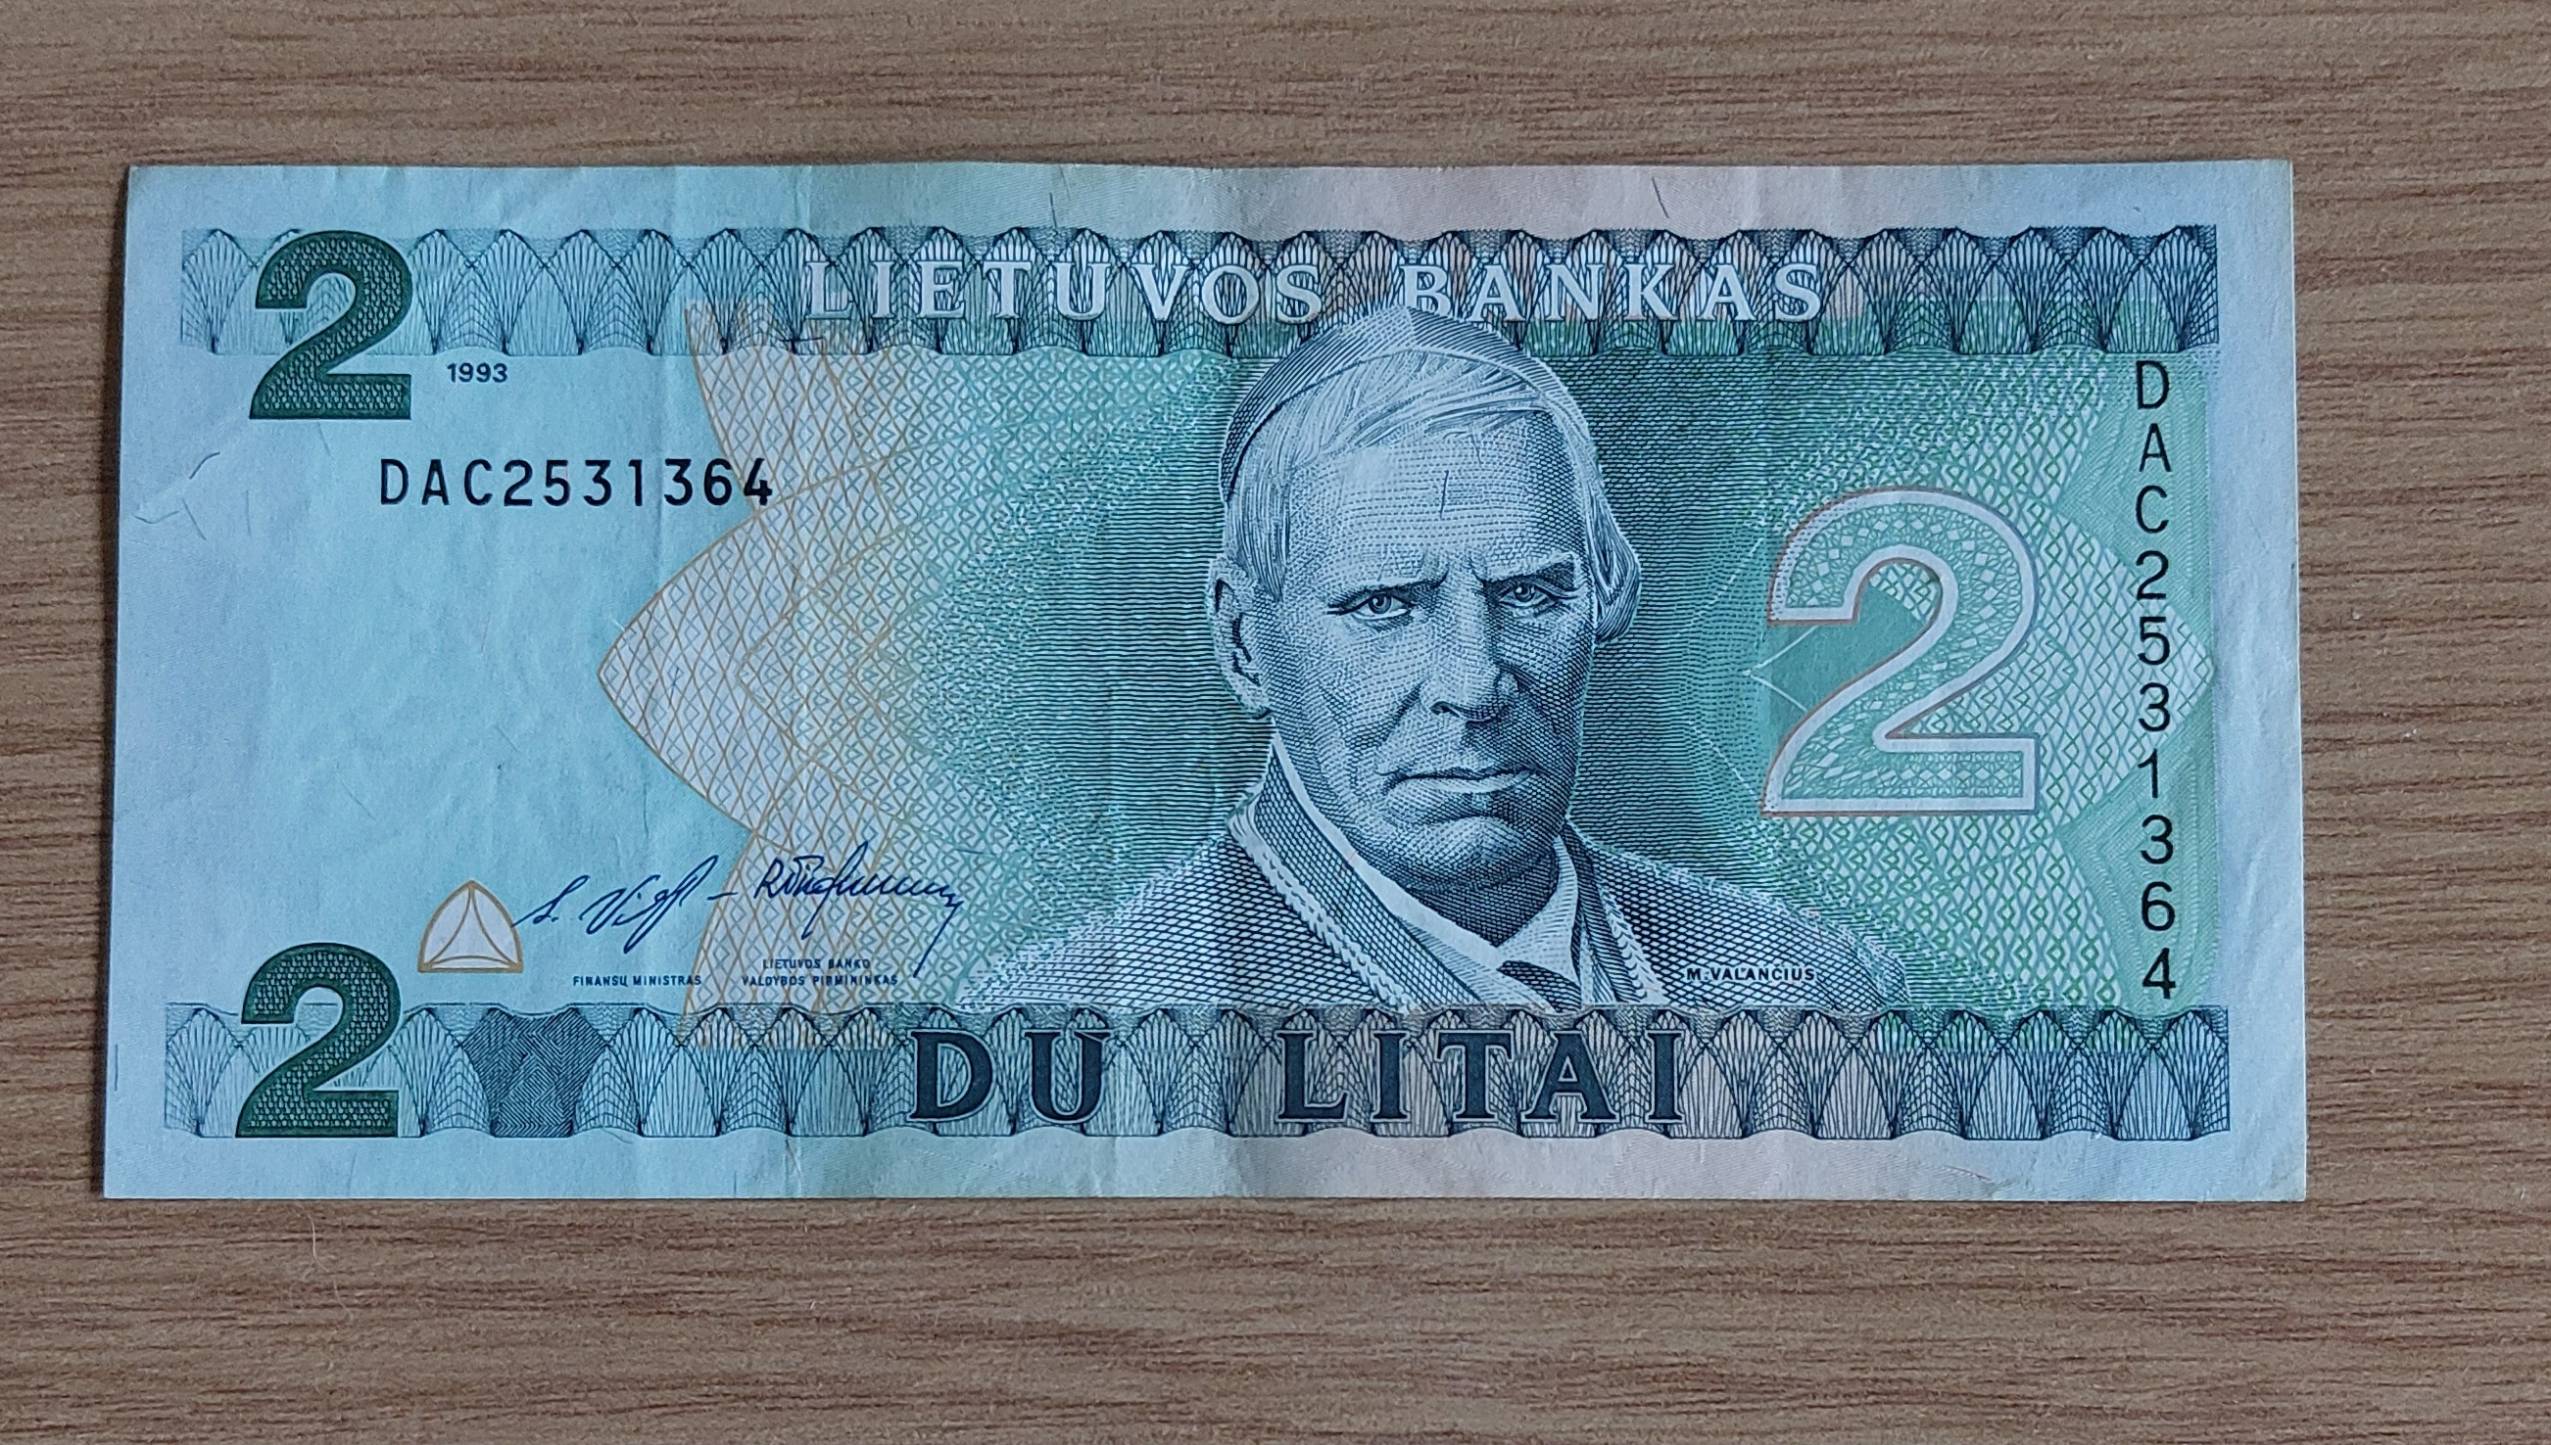 LIETUVOS BANKAS
2
1993
DAC2531364
2
DAC2531364
FINANSŲ MINISTRAS
LIETUVOS BANKO
VALDYBOS PIRMININKAS
M. VALANČIUS
2
DU LITAI